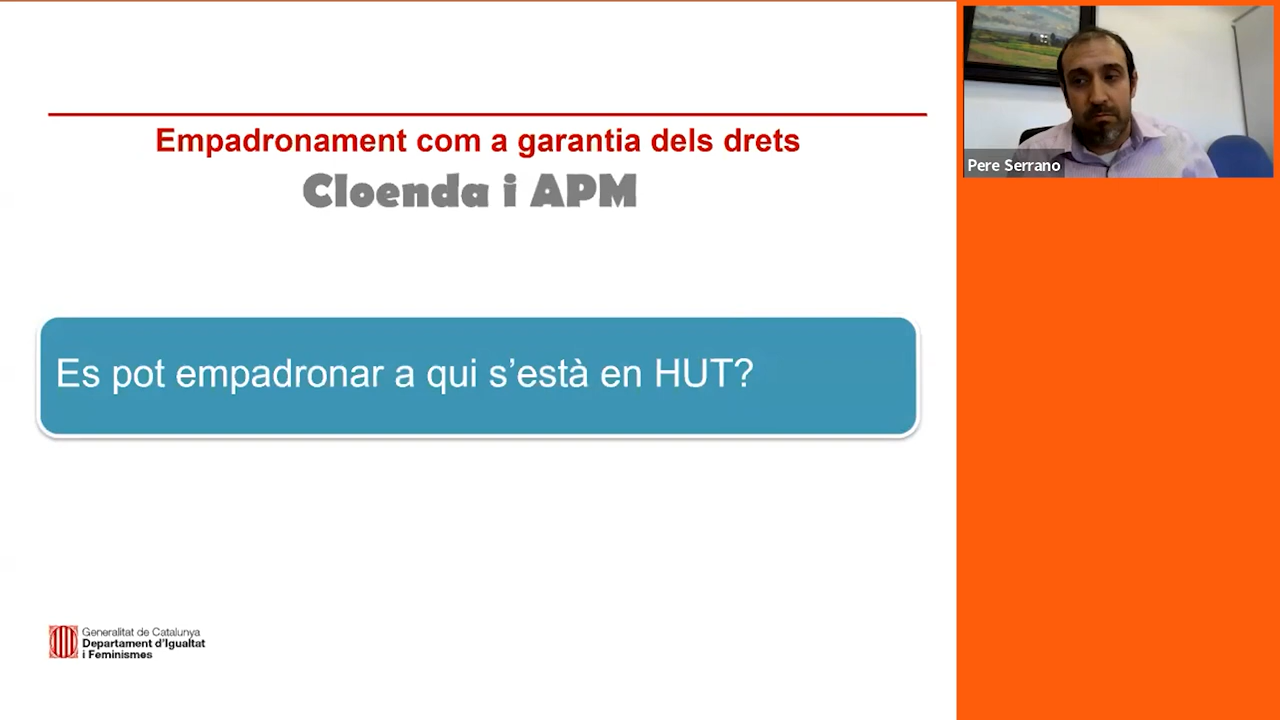 Empadronament com a garantia dels drets
Cloenda i APM
Es pot empadronar a qui s’està en HUT?
Generalitat de Catalunya
Departament d'Igualtat
i Feminismes
Pere Serrano